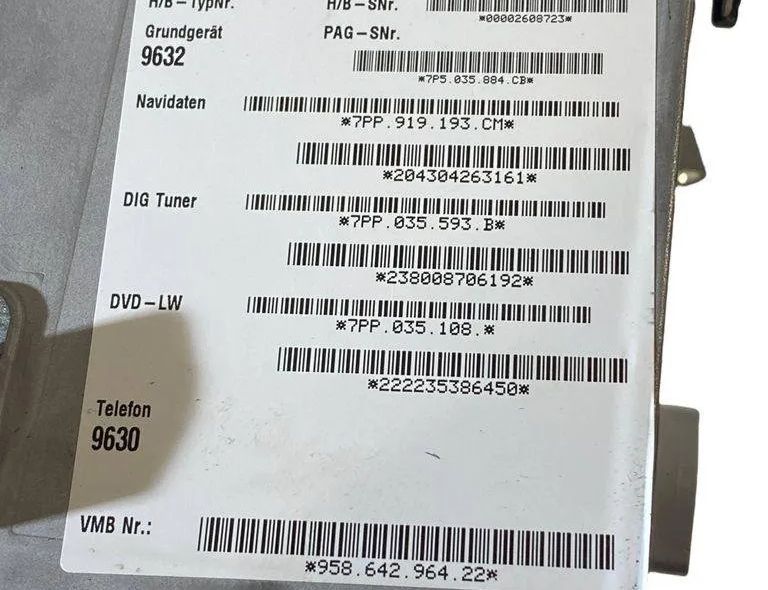 H/B-TypNr. H/B-SNr.
*00002608723*
Grundgerät PAG-SNr.
9632
*7P5.035.884.CB*
Navidaten
*7PP.919.193.CM*
*204304263161*
DIG Tuner
*7PP.035.593.B*
*238008706192*
DVD-LW
*7PP.035.108.*
*222235386450*
Telefon
9630
VMB Nr.:
*958.642.964.22*